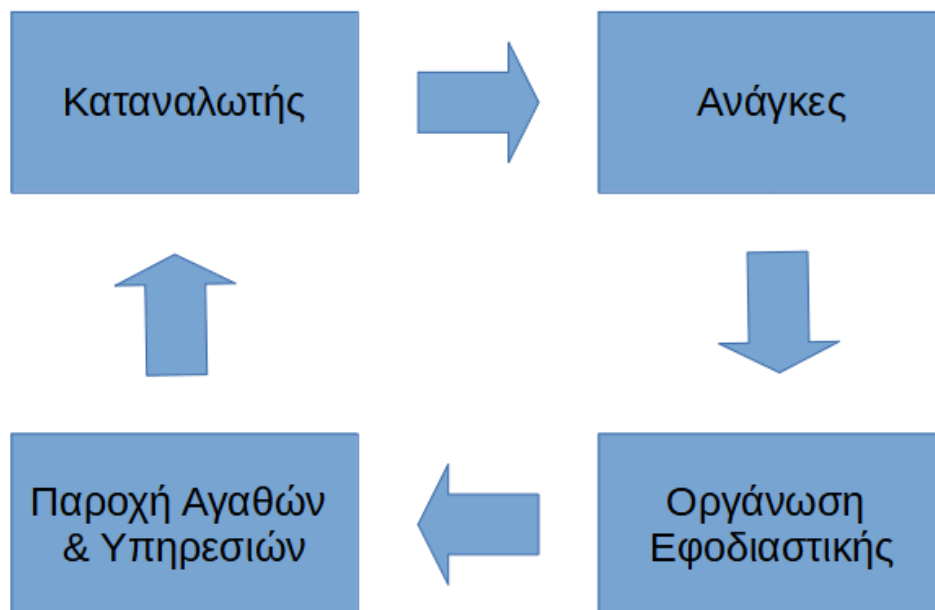 Καταναλωτής
Ανάγκες
Παροχή Αγαθών
& Υπηρεσιών
Οργάνωση
Εφοδιαστικής